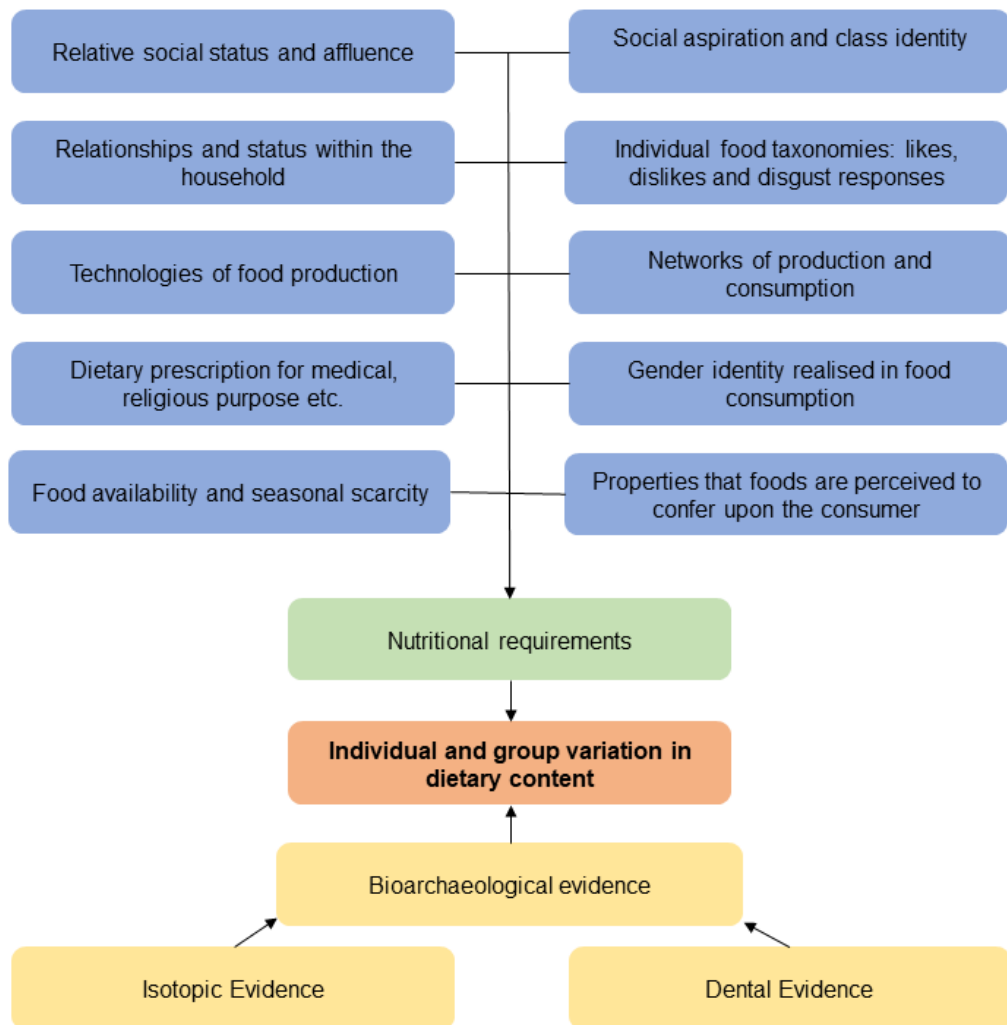 Relative social status and affluence
Social aspiration and class identity
Relationships and status within the
household
Individual food taxonomies: likes,
dislikes and disgust responses
Technologies of food production
Networks of production and
consumption
Dietary prescription for medical,
religious purpose etc.
Gender identity realised in food
consumption
Food availability and seasonal scarcity
Properties that foods are perceived to
confer upon the consumer
Nutritional requirements
Individual and group variation in
dietary content
Bioarchaeological evidence
Isotopic Evidence
Dental Evidence